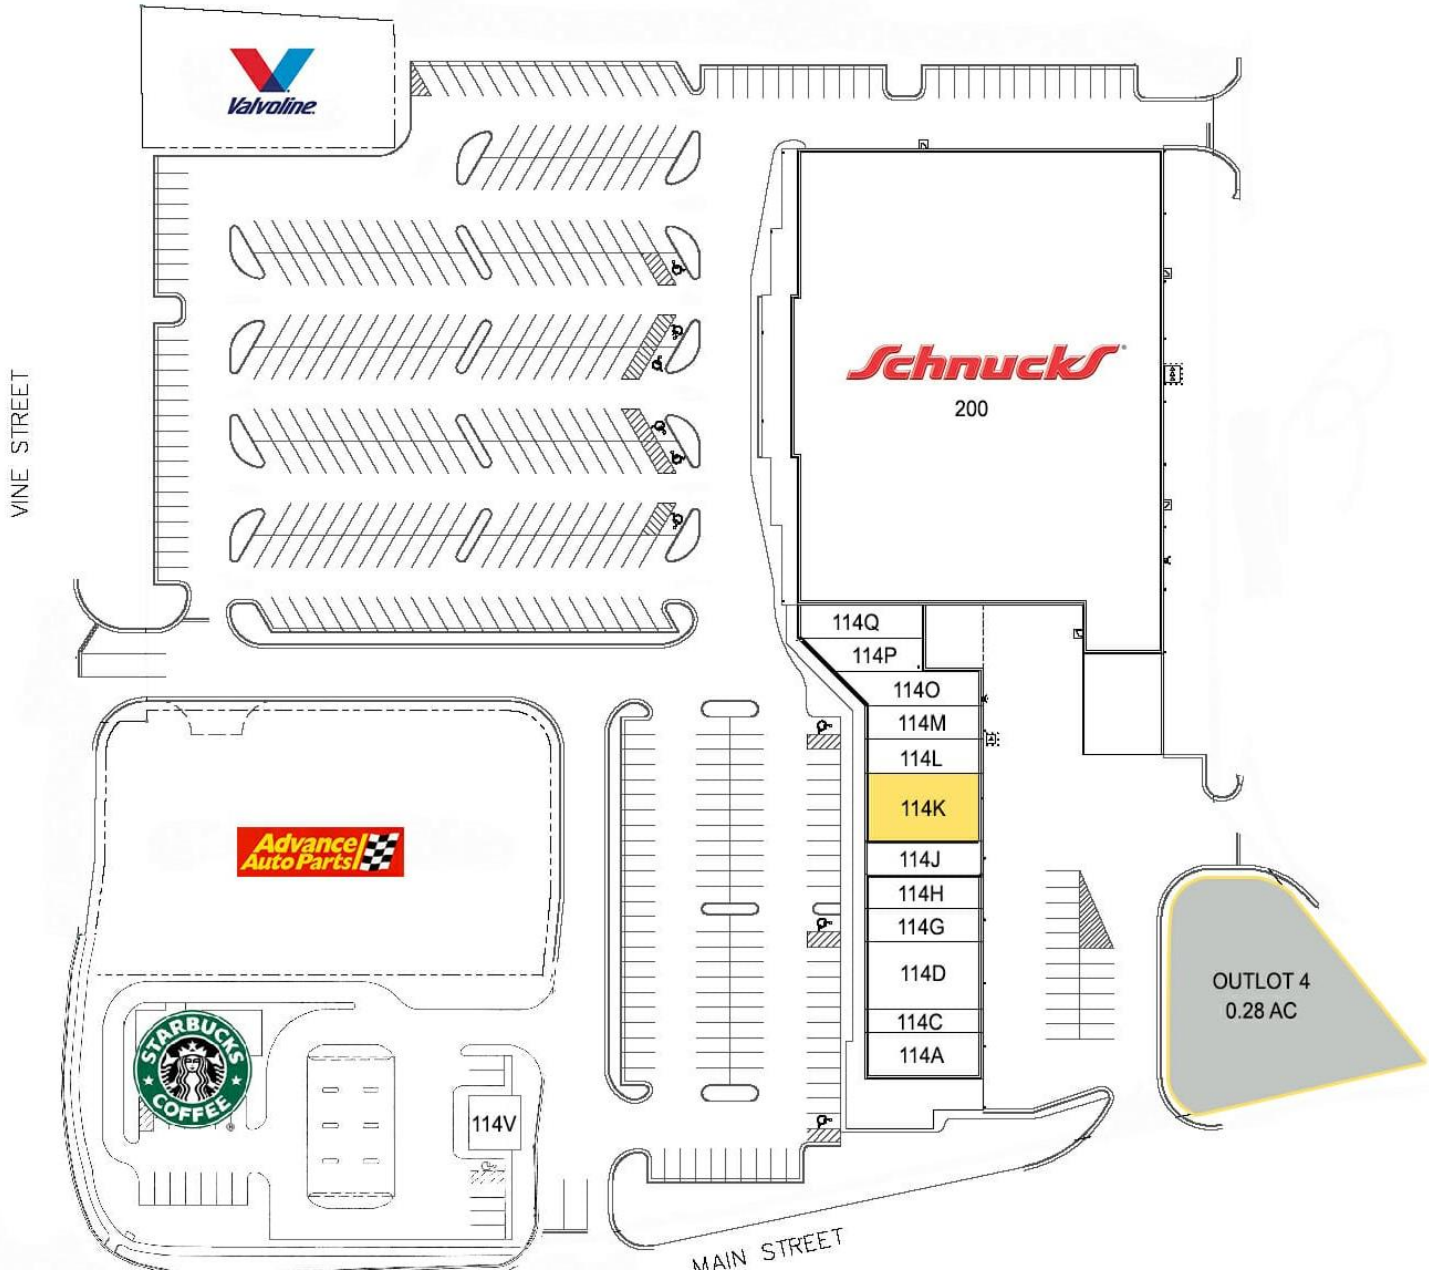 Valvoline
VINE STREET
Schnucks
200
114Q
114P
114O
114M
114L
114K
114J
114H
114G
114D
114C
114A
Advance
Auto Parts
OUTLOT 4
0.28 AC
STARBUCKS
COFFEE
114V
MAIN STREET